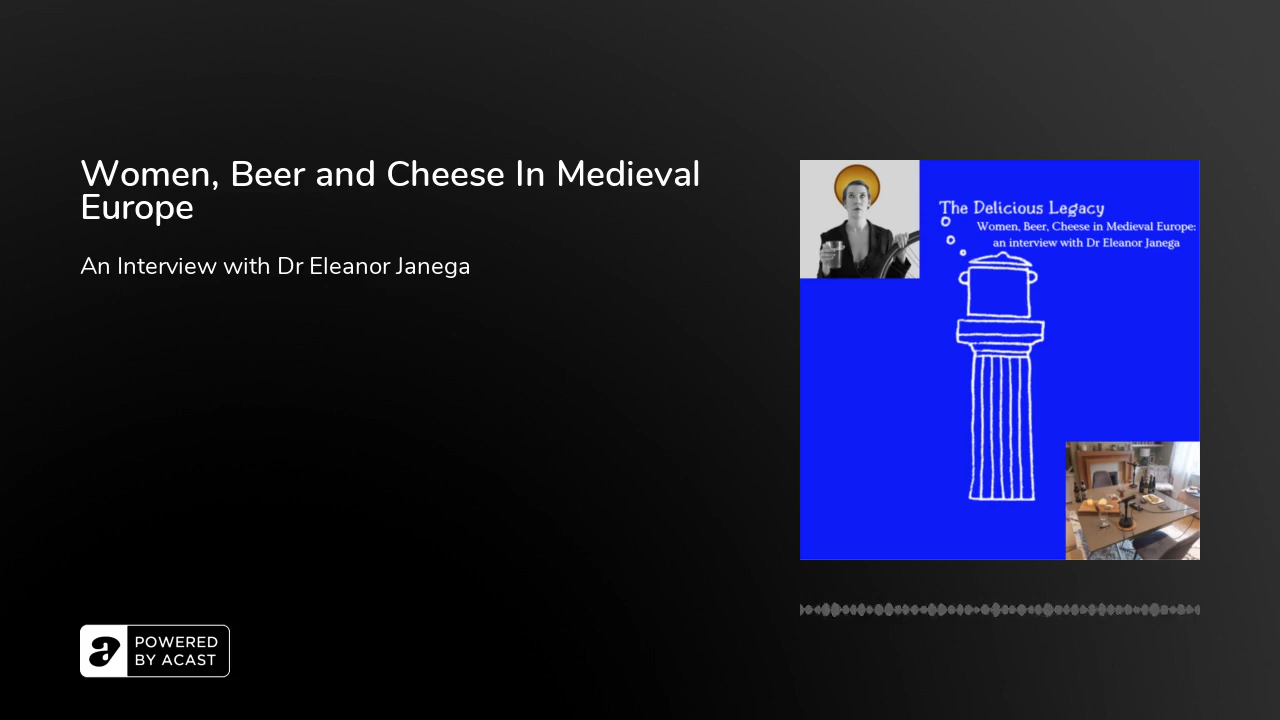 Women, Beer and Cheese In Medieval
Europe
An Interview with Dr Eleanor Janega
The Delicious Legacy
Women, Beer, Cheese in Medieval Europe:
an interview with Dr Eleanor Janega
POWERED
BY ACAST